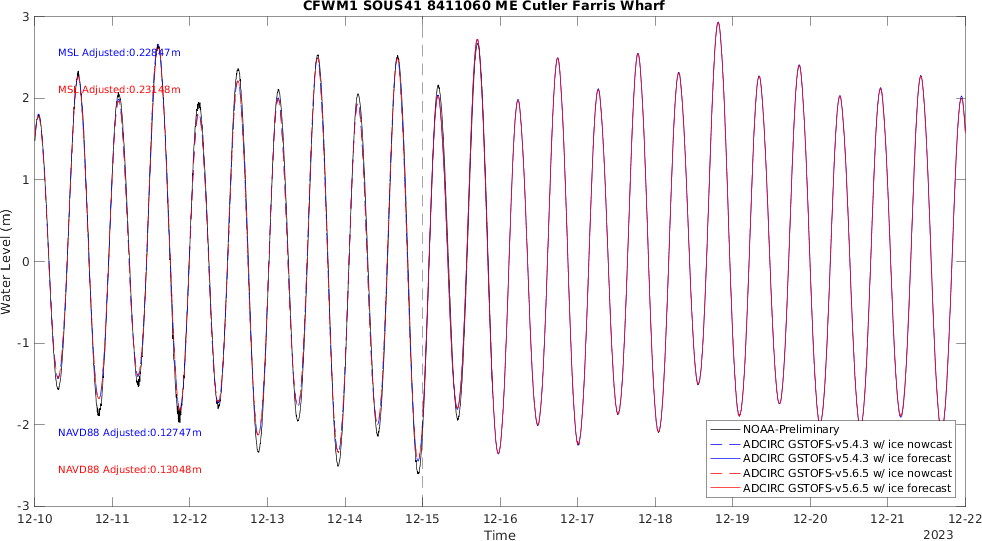 CFWM1 SOUS41 8411060 ME Cutler Farris Wharf
3
2
1
0
-1
-2
-3
Water Level (m)
MSL Adjusted:0.22847m
MSL Adjusted:0.23148m
NAVD88 Adjusted:0.12747m
NAVD88 Adjusted:0.13048m
NOAA-Preliminary
ADCIRC GSTOFS-v5.4.3 w/ ice nowcast
ADCIRC GSTOFS-v5.4.3 w/ ice forecast
ADCIRC GSTOFS-v5.6.5 w/ ice nowcast
ADCIRC GSTOFS-v5.6.5 w/ ice forecast
12-10 12-11 12-12 12-13 12-14 12-15 12-16 12-17 12-18 12-19 12-20 12-21 12-22
Time
2023